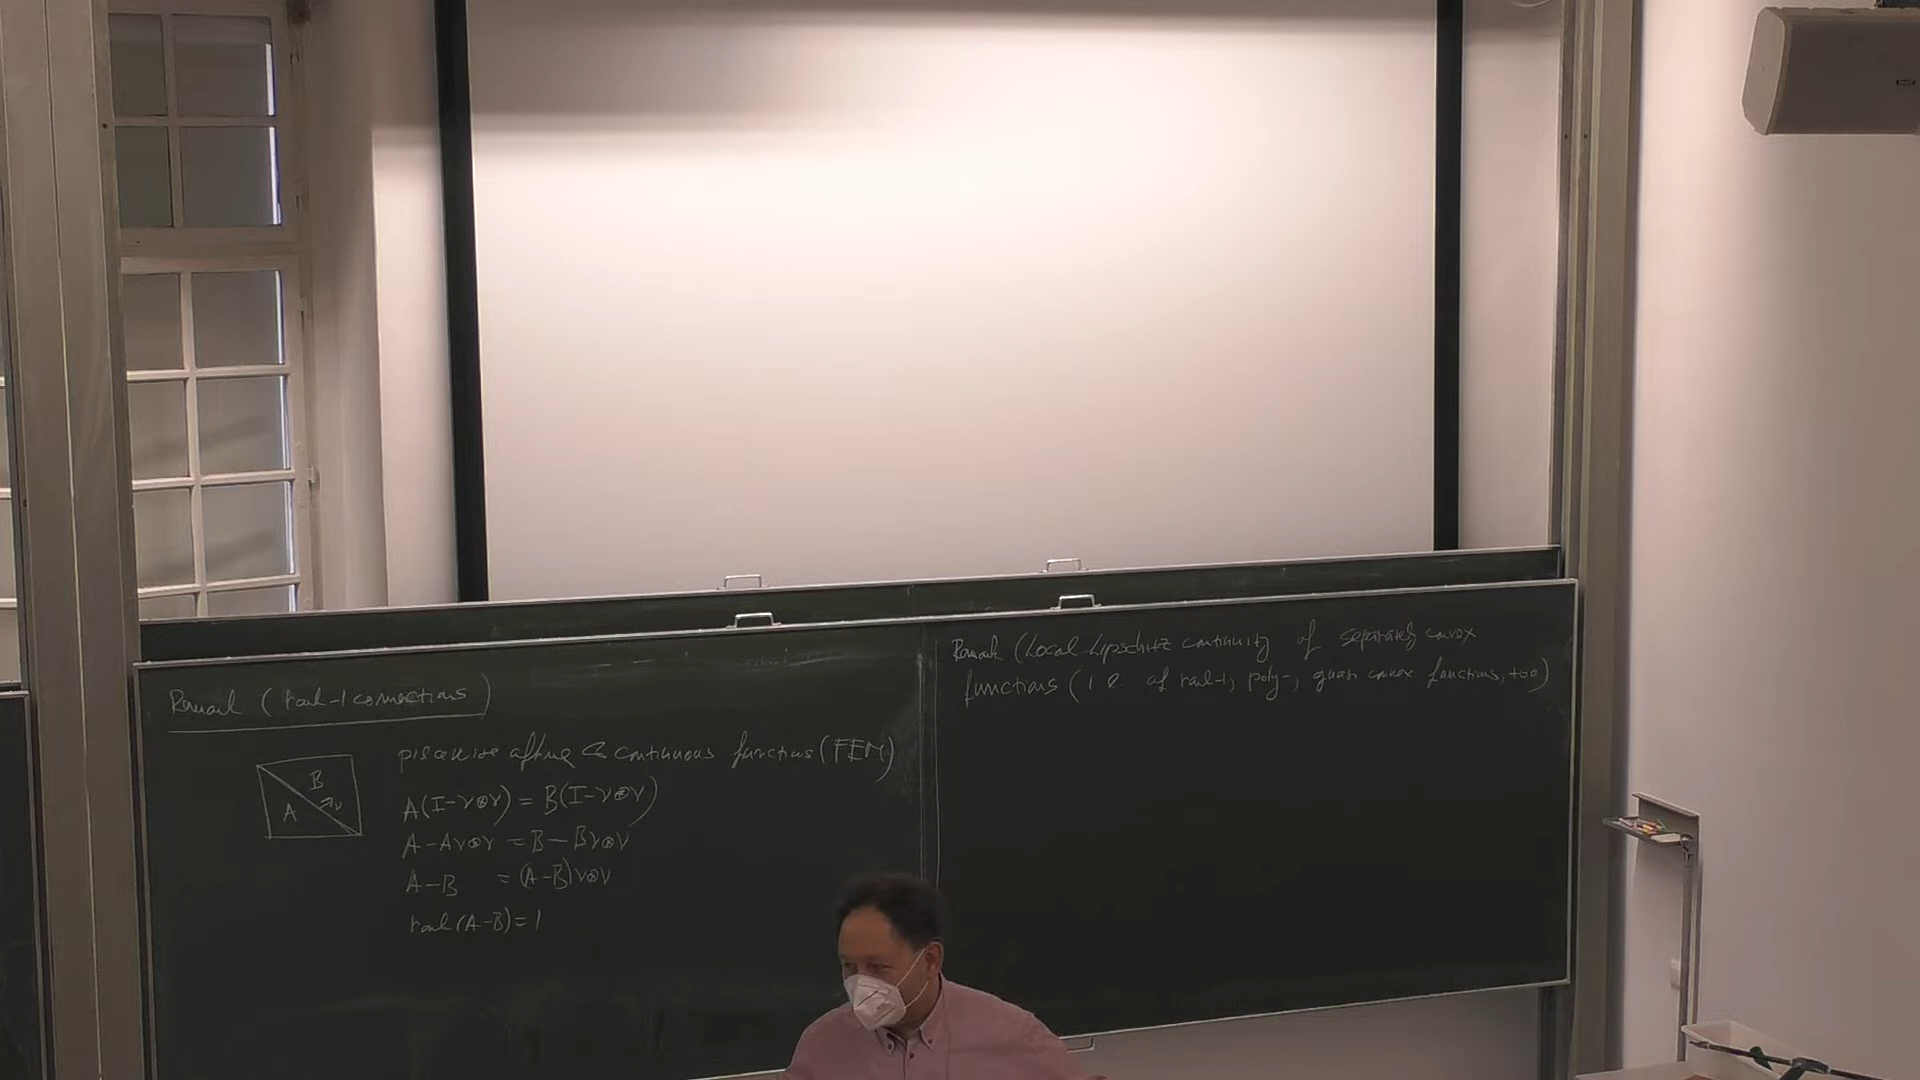 Remark (rank-1 connections)
piecewise affine & continuous functions (FEM)
B
A
ν
A(I-ν⊗ν) = B(I-ν⊗ν)
A-Aν⊗ν = B-Bν⊗ν
A-B = (A-B)ν⊗ν
rank(A-B)=1
Remark (Local Lipschitz continuity of separately convex
functions (i.e. of rank-1, poly-, quasi convex functions, too)